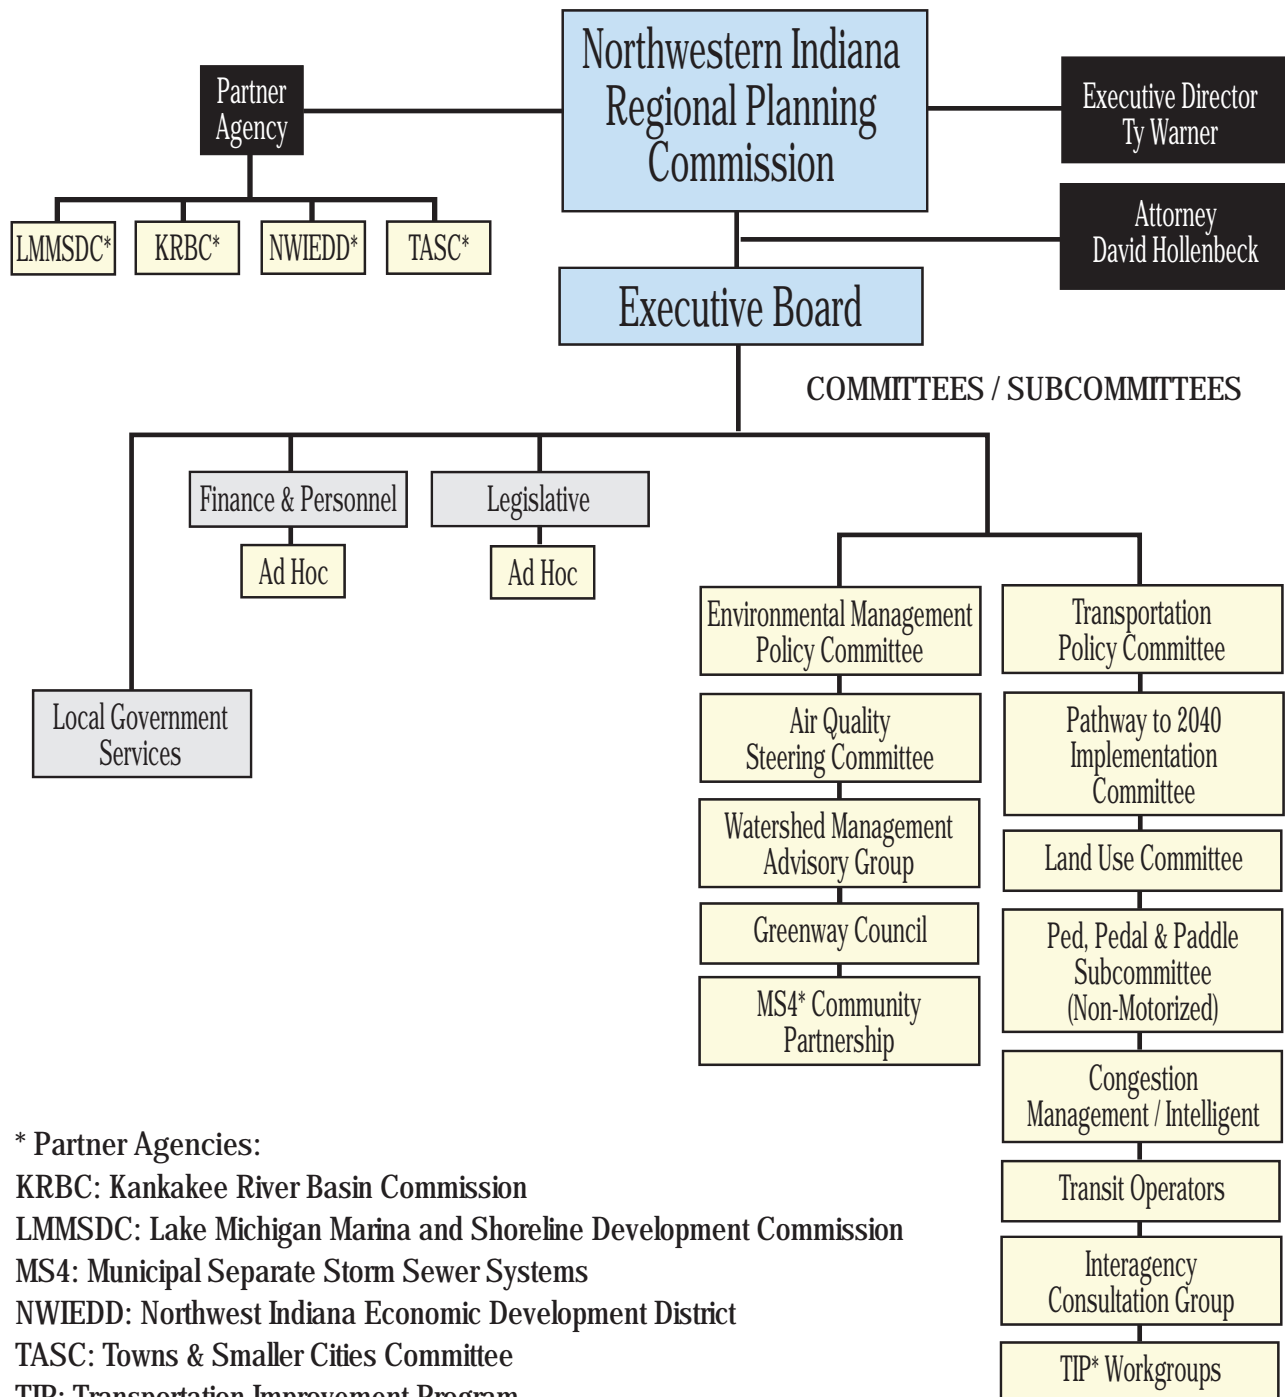 Northwestern Indiana
Regional Planning
Commission
Partner
Agency
Executive Director
Ty Warner
Attorney
David Hollenbeck
LMMSDC*
KRBC*
NWIEDD*
TASC*
Executive Board
COMMITTEES / SUBCOMMITTEES
Finance & Personnel
Legislative
Ad Hoc
Ad Hoc
Local Government
Services
Environmental Management
Policy Committee
Air Quality
Steering Committee
Watershed Management
Advisory Group
Greenway Council
MS4* Community
Partnership
Transportation
Policy Committee
Pathway to 2040
Implementation
Committee
Land Use Committee
Ped, Pedal & Paddle
Subcommittee
(Non-Motorized)
Congestion
Management / Intelligent
Transit Operators
Interagency
Consultation Group
TIP* Workgroups
* Partner Agencies:
KRBC: Kankakee River Basin Commission
LMMSDC: Lake Michigan Marina and Shoreline Development Commission
MS4: Municipal Separate Storm Sewer Systems
NWIEDD: Northwest Indiana Economic Development District
TASC: Towns & Smaller Cities Committee
TIP: Transportation Improvement Program